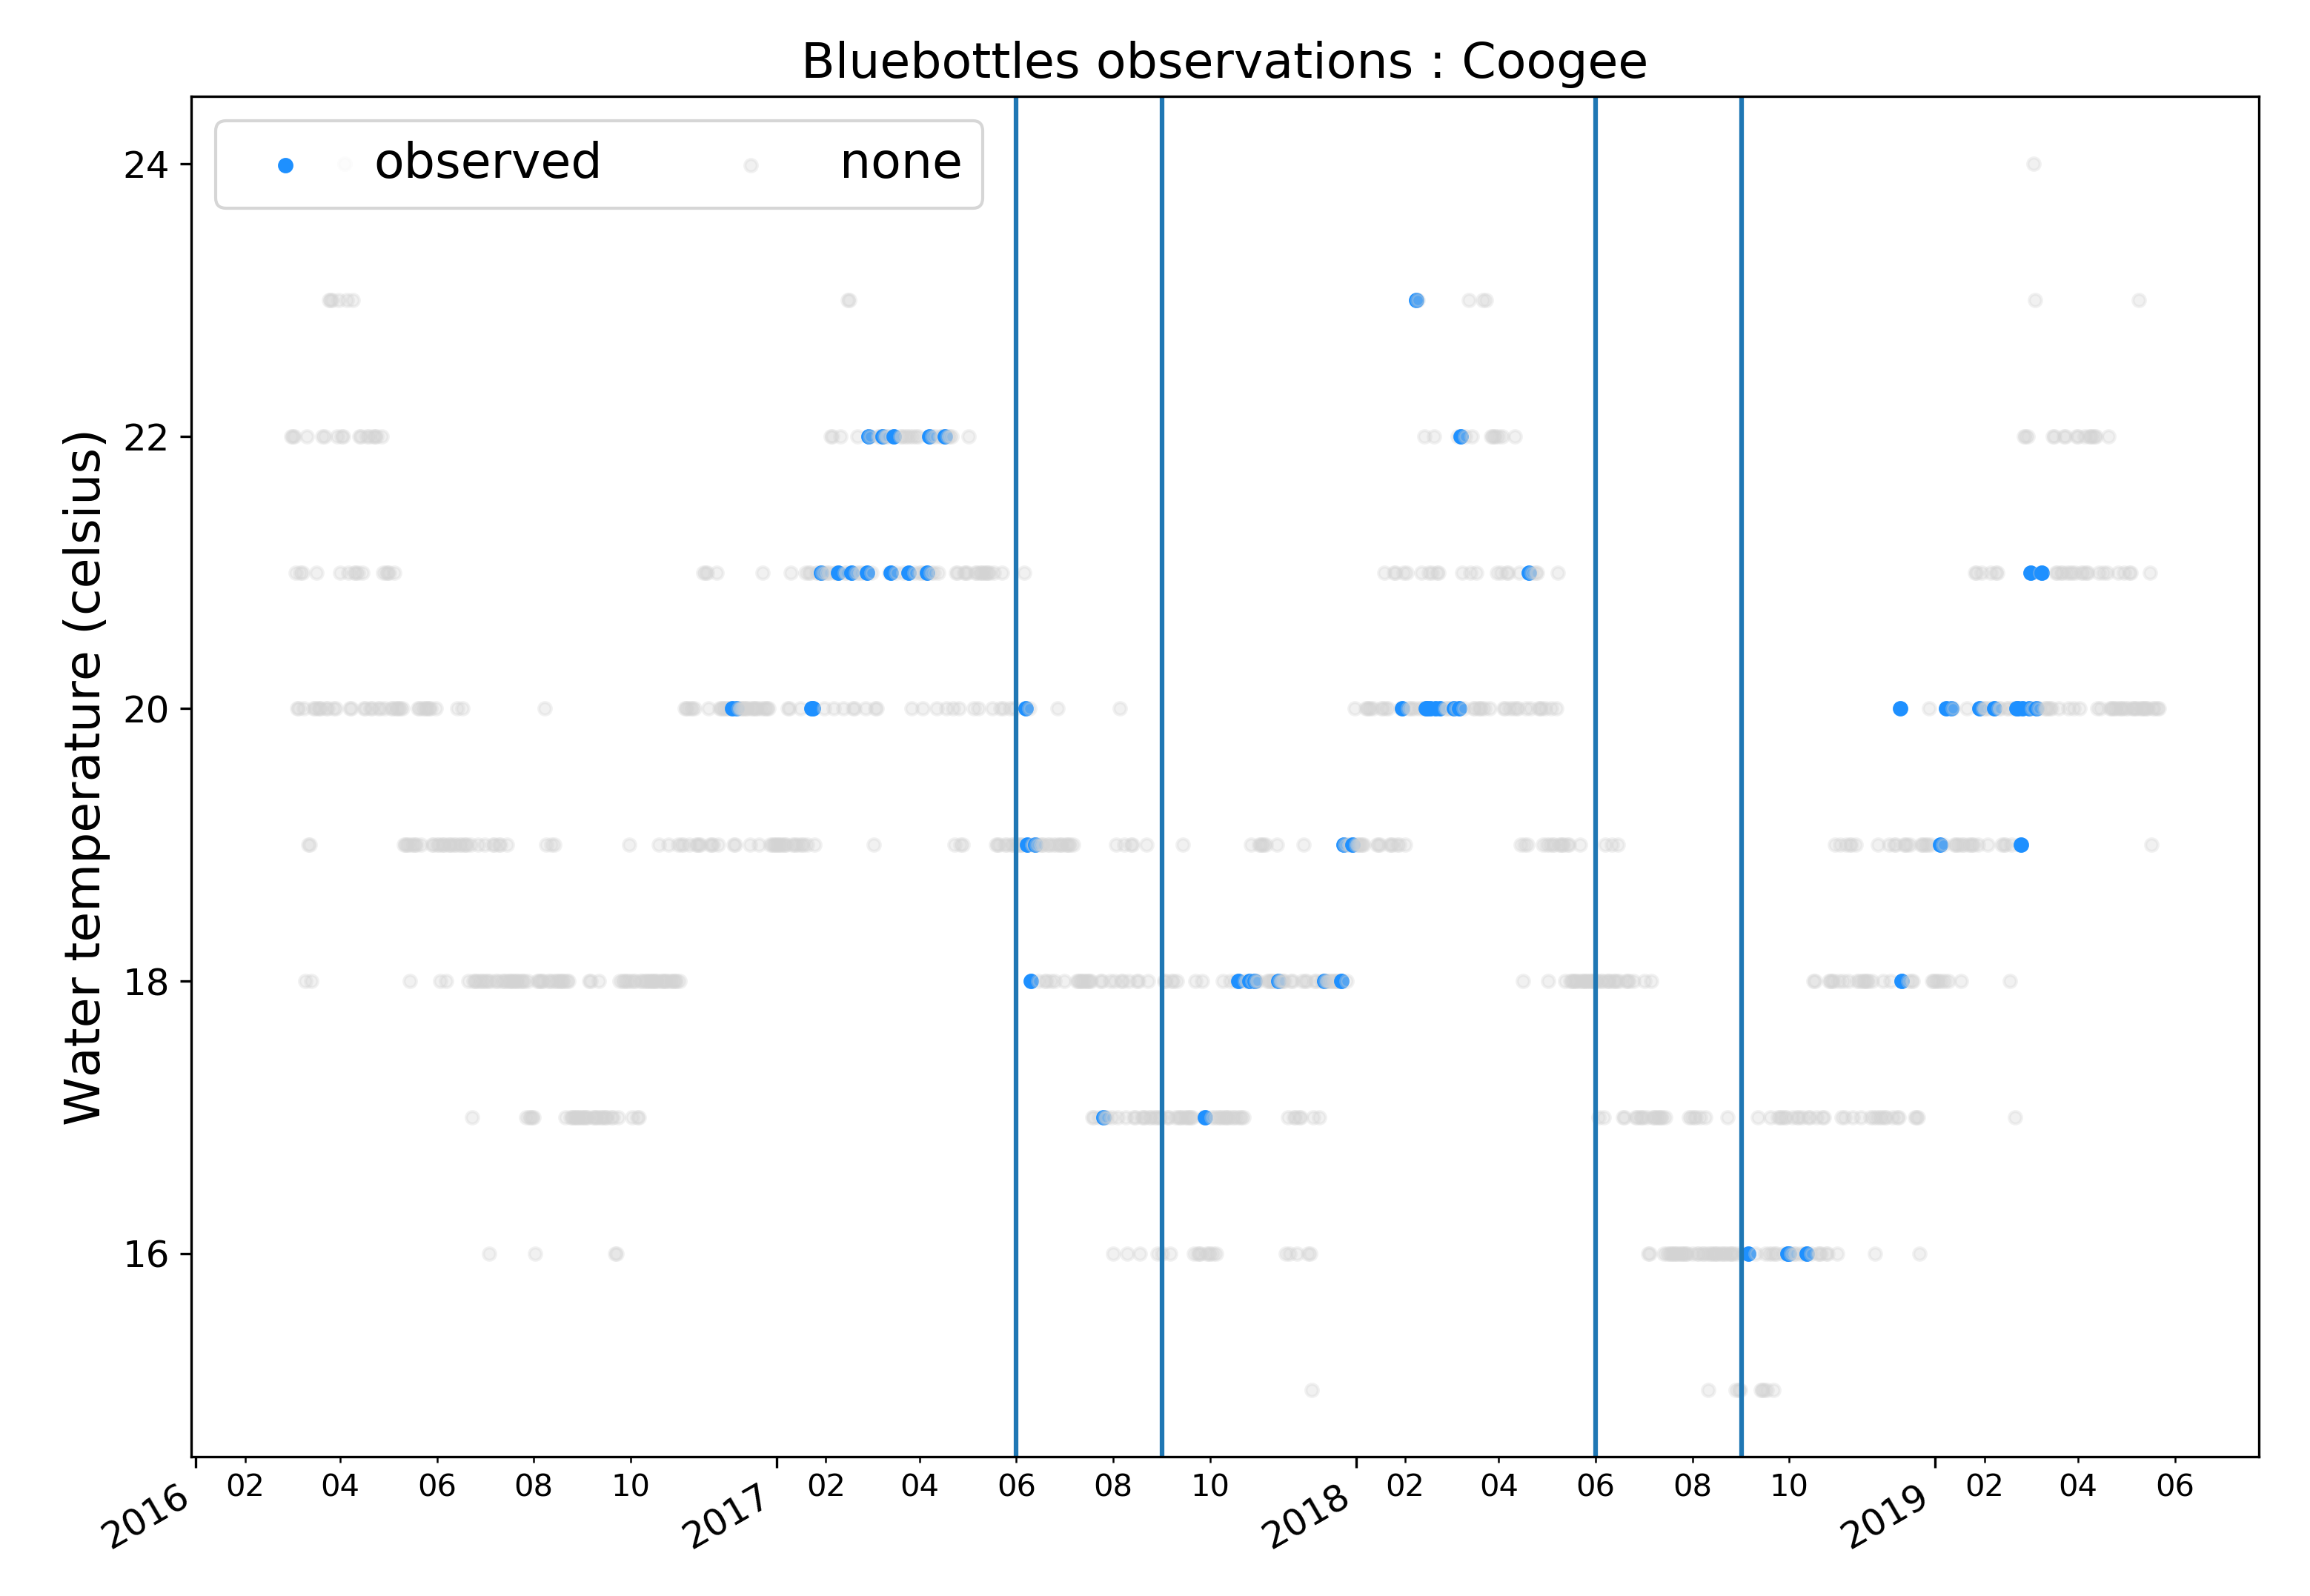 Bluebottles observations : Coogee
observed
none
Water temperature (celsius)
24
22
20
18
16
02 04 06 08 10 02 04 06 08 10 02 04 06 08 10 02 04 06
2016 2017 2018 2019